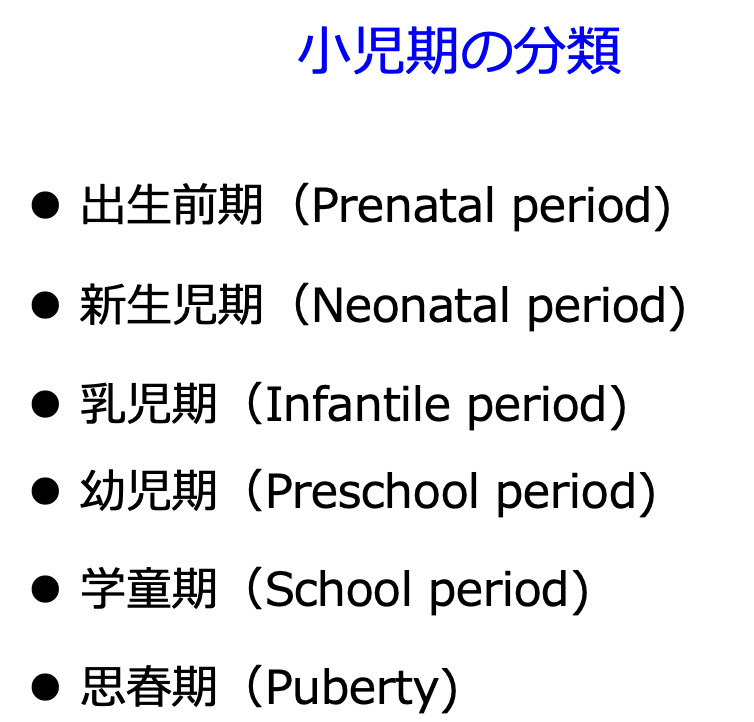 小児期の分類
● 出生前期（Prenatal period)
● 新生児期（Neonatal period)
● 乳児期（Infantile period)
● 幼児期（Preschool period)
● 学童期（School period)
● 思春期（Puberty)